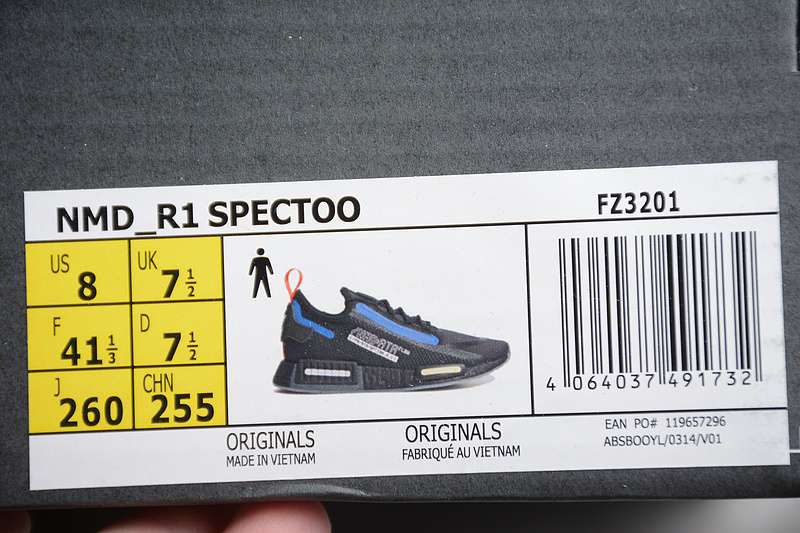 NMD_R1 SPECTOO
FZ3201
US 8
UK 7 1/2
F 41 1/3
D 7 1/2
J 260
CHN 255
4 064037 491732
ORIGINALS
MADE IN VIETNAM
ORIGINALS
FABRIQUÉ AU VIETNAM
EAN PO# 119657296
ABSBOOYL/0314/V01